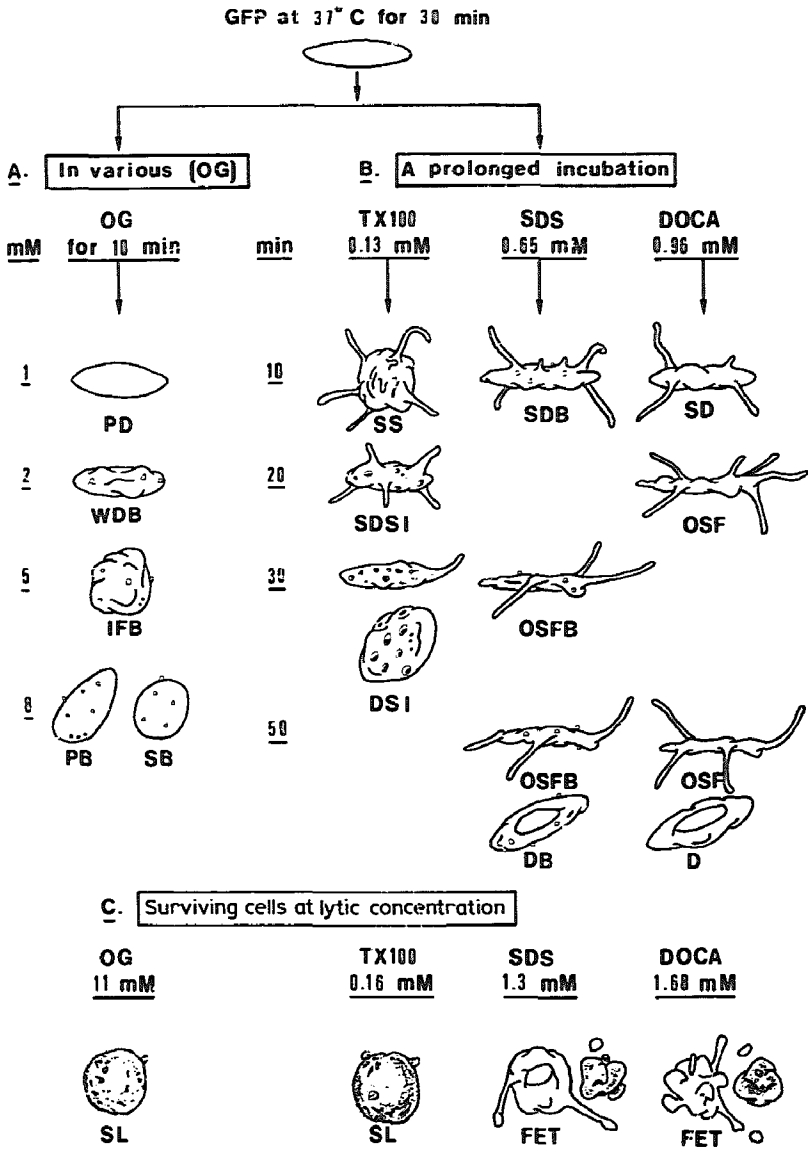 GFP at 37°C for 30 min
A. In various (OG)
B. A prolonged incubation
OG
mM for 10 min
TX100 SDS DOCA
min 0.13 mM 0.65 mM 0.96 mM
1
PD
10
SS SDB SD
2
WDB
20
SDSI OSF
5
IFB
30
OSFB
DSI
8
PB SB
50
OSFB OSF
DB D
C. Surviving cells at lytic concentration
OG TX100 SDS DOCA
11 mM 0.16 mM 1.3 mM 1.68 mM
SL SL FET FET